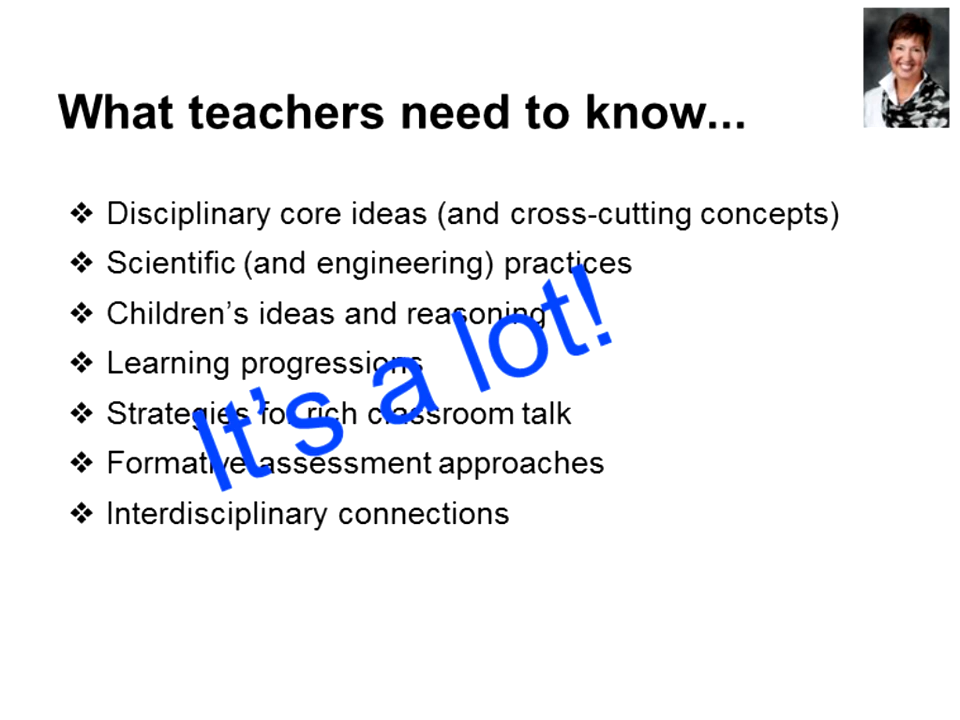 What teachers need to know...
❖ Disciplinary core ideas (and cross-cutting concepts)
❖ Scientific (and engineering) practices
❖ Children’s ideas and reasoning
❖ Learning progressions
❖ Strategies for rich classroom talk
❖ Formative assessment approaches
❖ Interdisciplinary connections
It’s a lot!